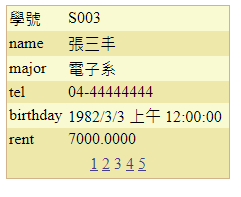 學號 S003
name 張三丰
major 電子系
tel 04-44444444
birthday 1982/3/3 上午 12:00:00
rent 7000.0000
1 2 3 4 5